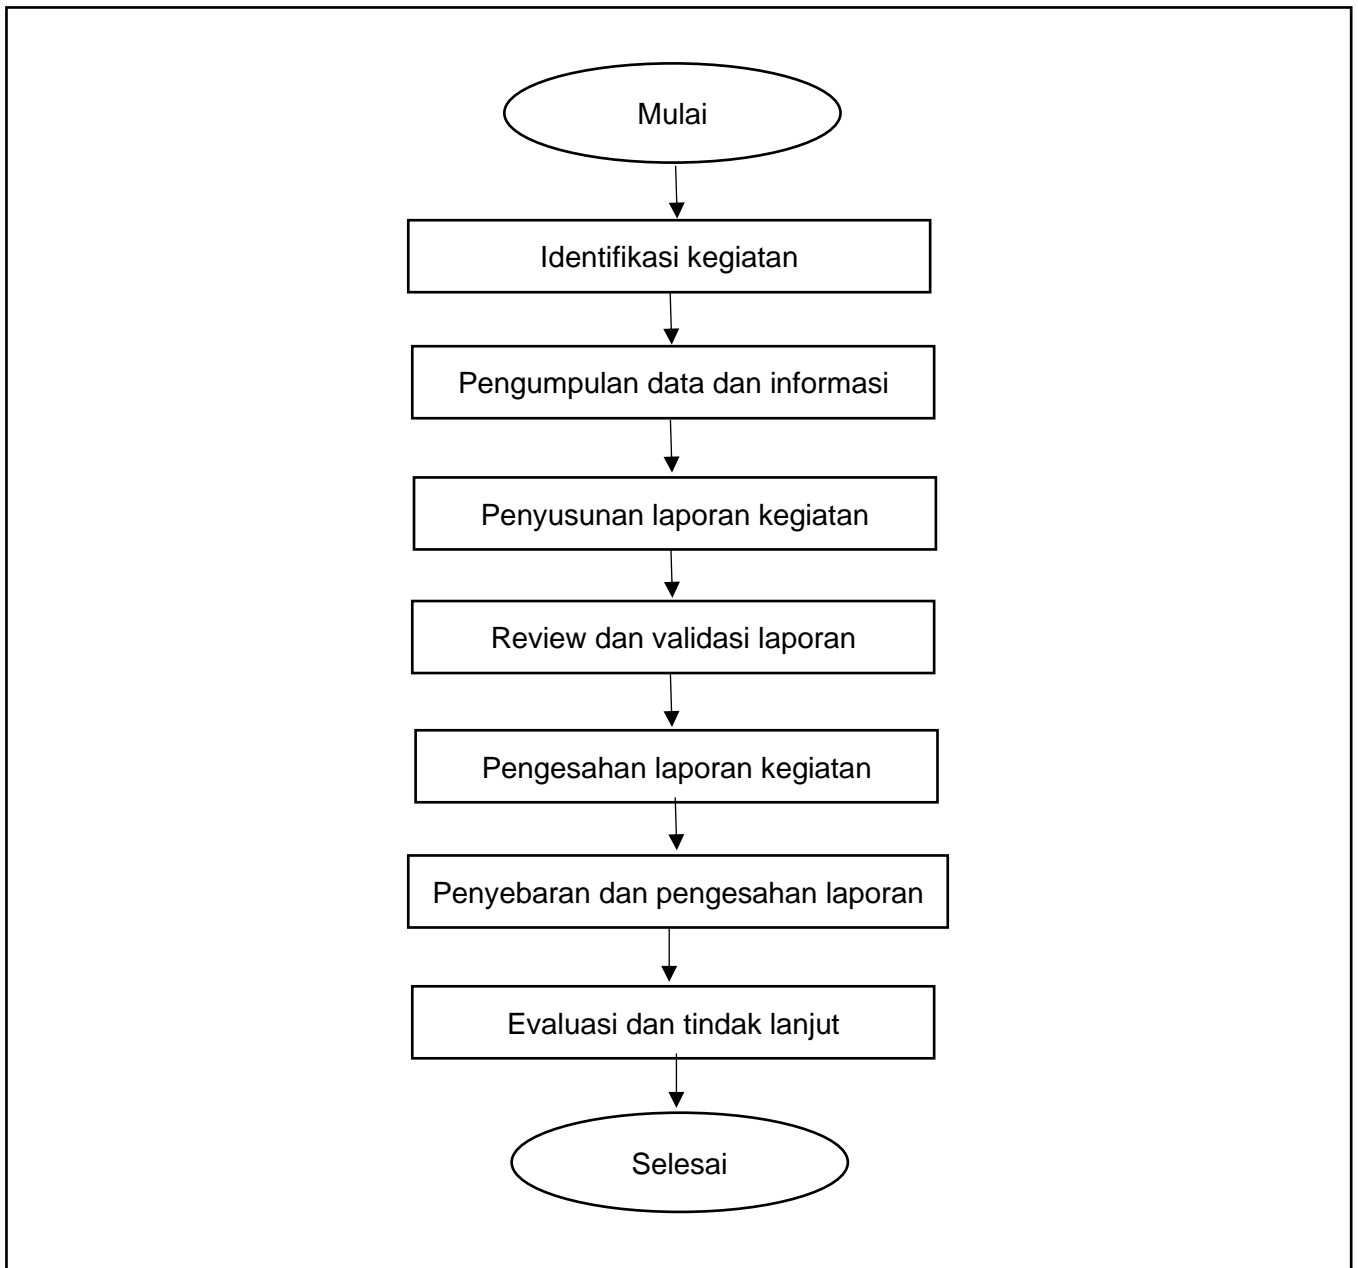 Mulai
Identifikasi kegiatan
Pengumpulan data dan informasi
Penyusunan laporan kegiatan
Review dan validasi laporan
Pengesahan laporan kegiatan
Penyebaran dan pengesahan laporan
Evaluasi dan tindak lanjut
Selesai